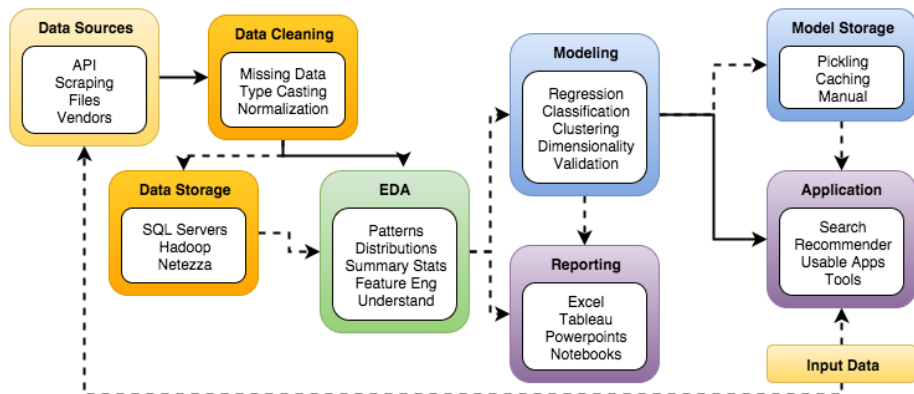 Data Sources
API
Scraping
Files
Vendors
Data Cleaning
Missing Data
Type Casting
Normalization
Data Storage
SQL Servers
Hadoop
Netezza
EDA
Patterns
Distributions
Summary Stats
Feature Eng
Understand
Modeling
Regression
Classification
Clustering
Dimensionality
Validation
Reporting
Excel
Tableau
Powerpoints
Notebooks
Model Storage
Pickling
Caching
Manual
Application
Search
Recommender
Usable Apps
Tools
Input Data